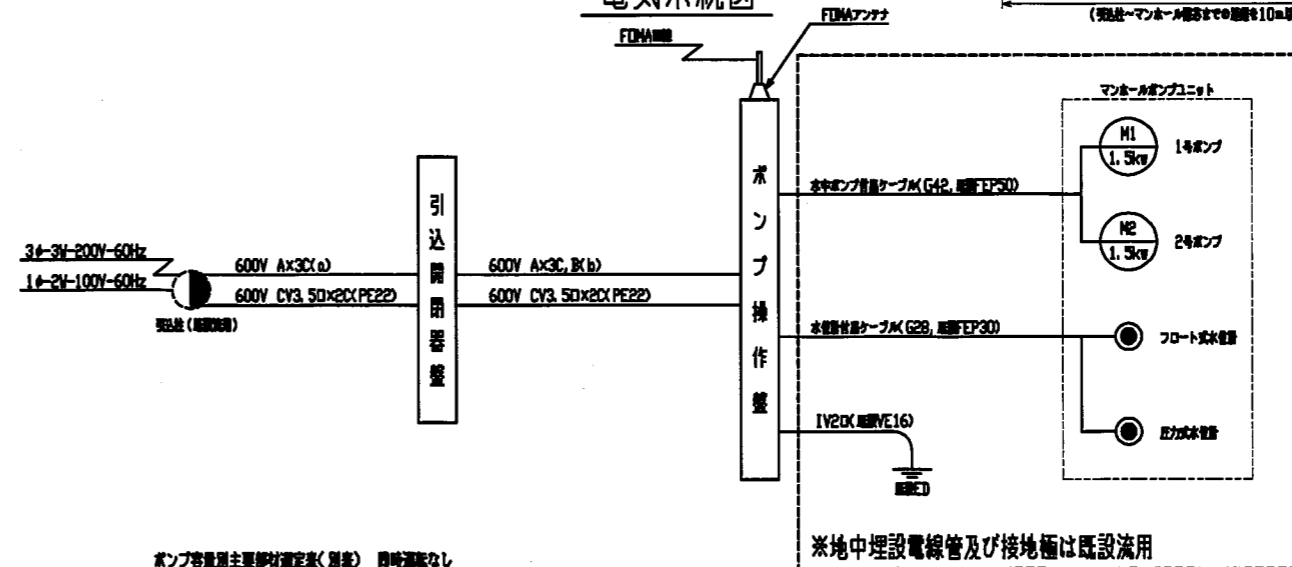 電気系統図
(引込柱~マンホール
までの距離を10m以
FOMAアンテナ
FOMA
マンホールポンプユニット
M1
1.5kw
1号ポンプ
ポンプ操作盤
水中ポンプ付属ケーブル(G42, 既設FEP50)
引込開閉器盤
M2
1.5kw
2号ポンプ
3φ-3W-200V-60Hz
600V A×3C(a)
600V A×3C, B(b)
1φ-2W-100V-60Hz
600V CV3.5□×2C(PE22)
600V CV3.5□×2C(PE22)
引込柱(既設流用)
水位計付属ケーブル(G28, 既設FEP30)
フロート式水位計
IV2□(既設VE16)
圧力式水位計
既設ED
※地中埋設電線管及び接地極は既設流用
ポンプ容量別主要部材選定表(別表) 同時運転なし